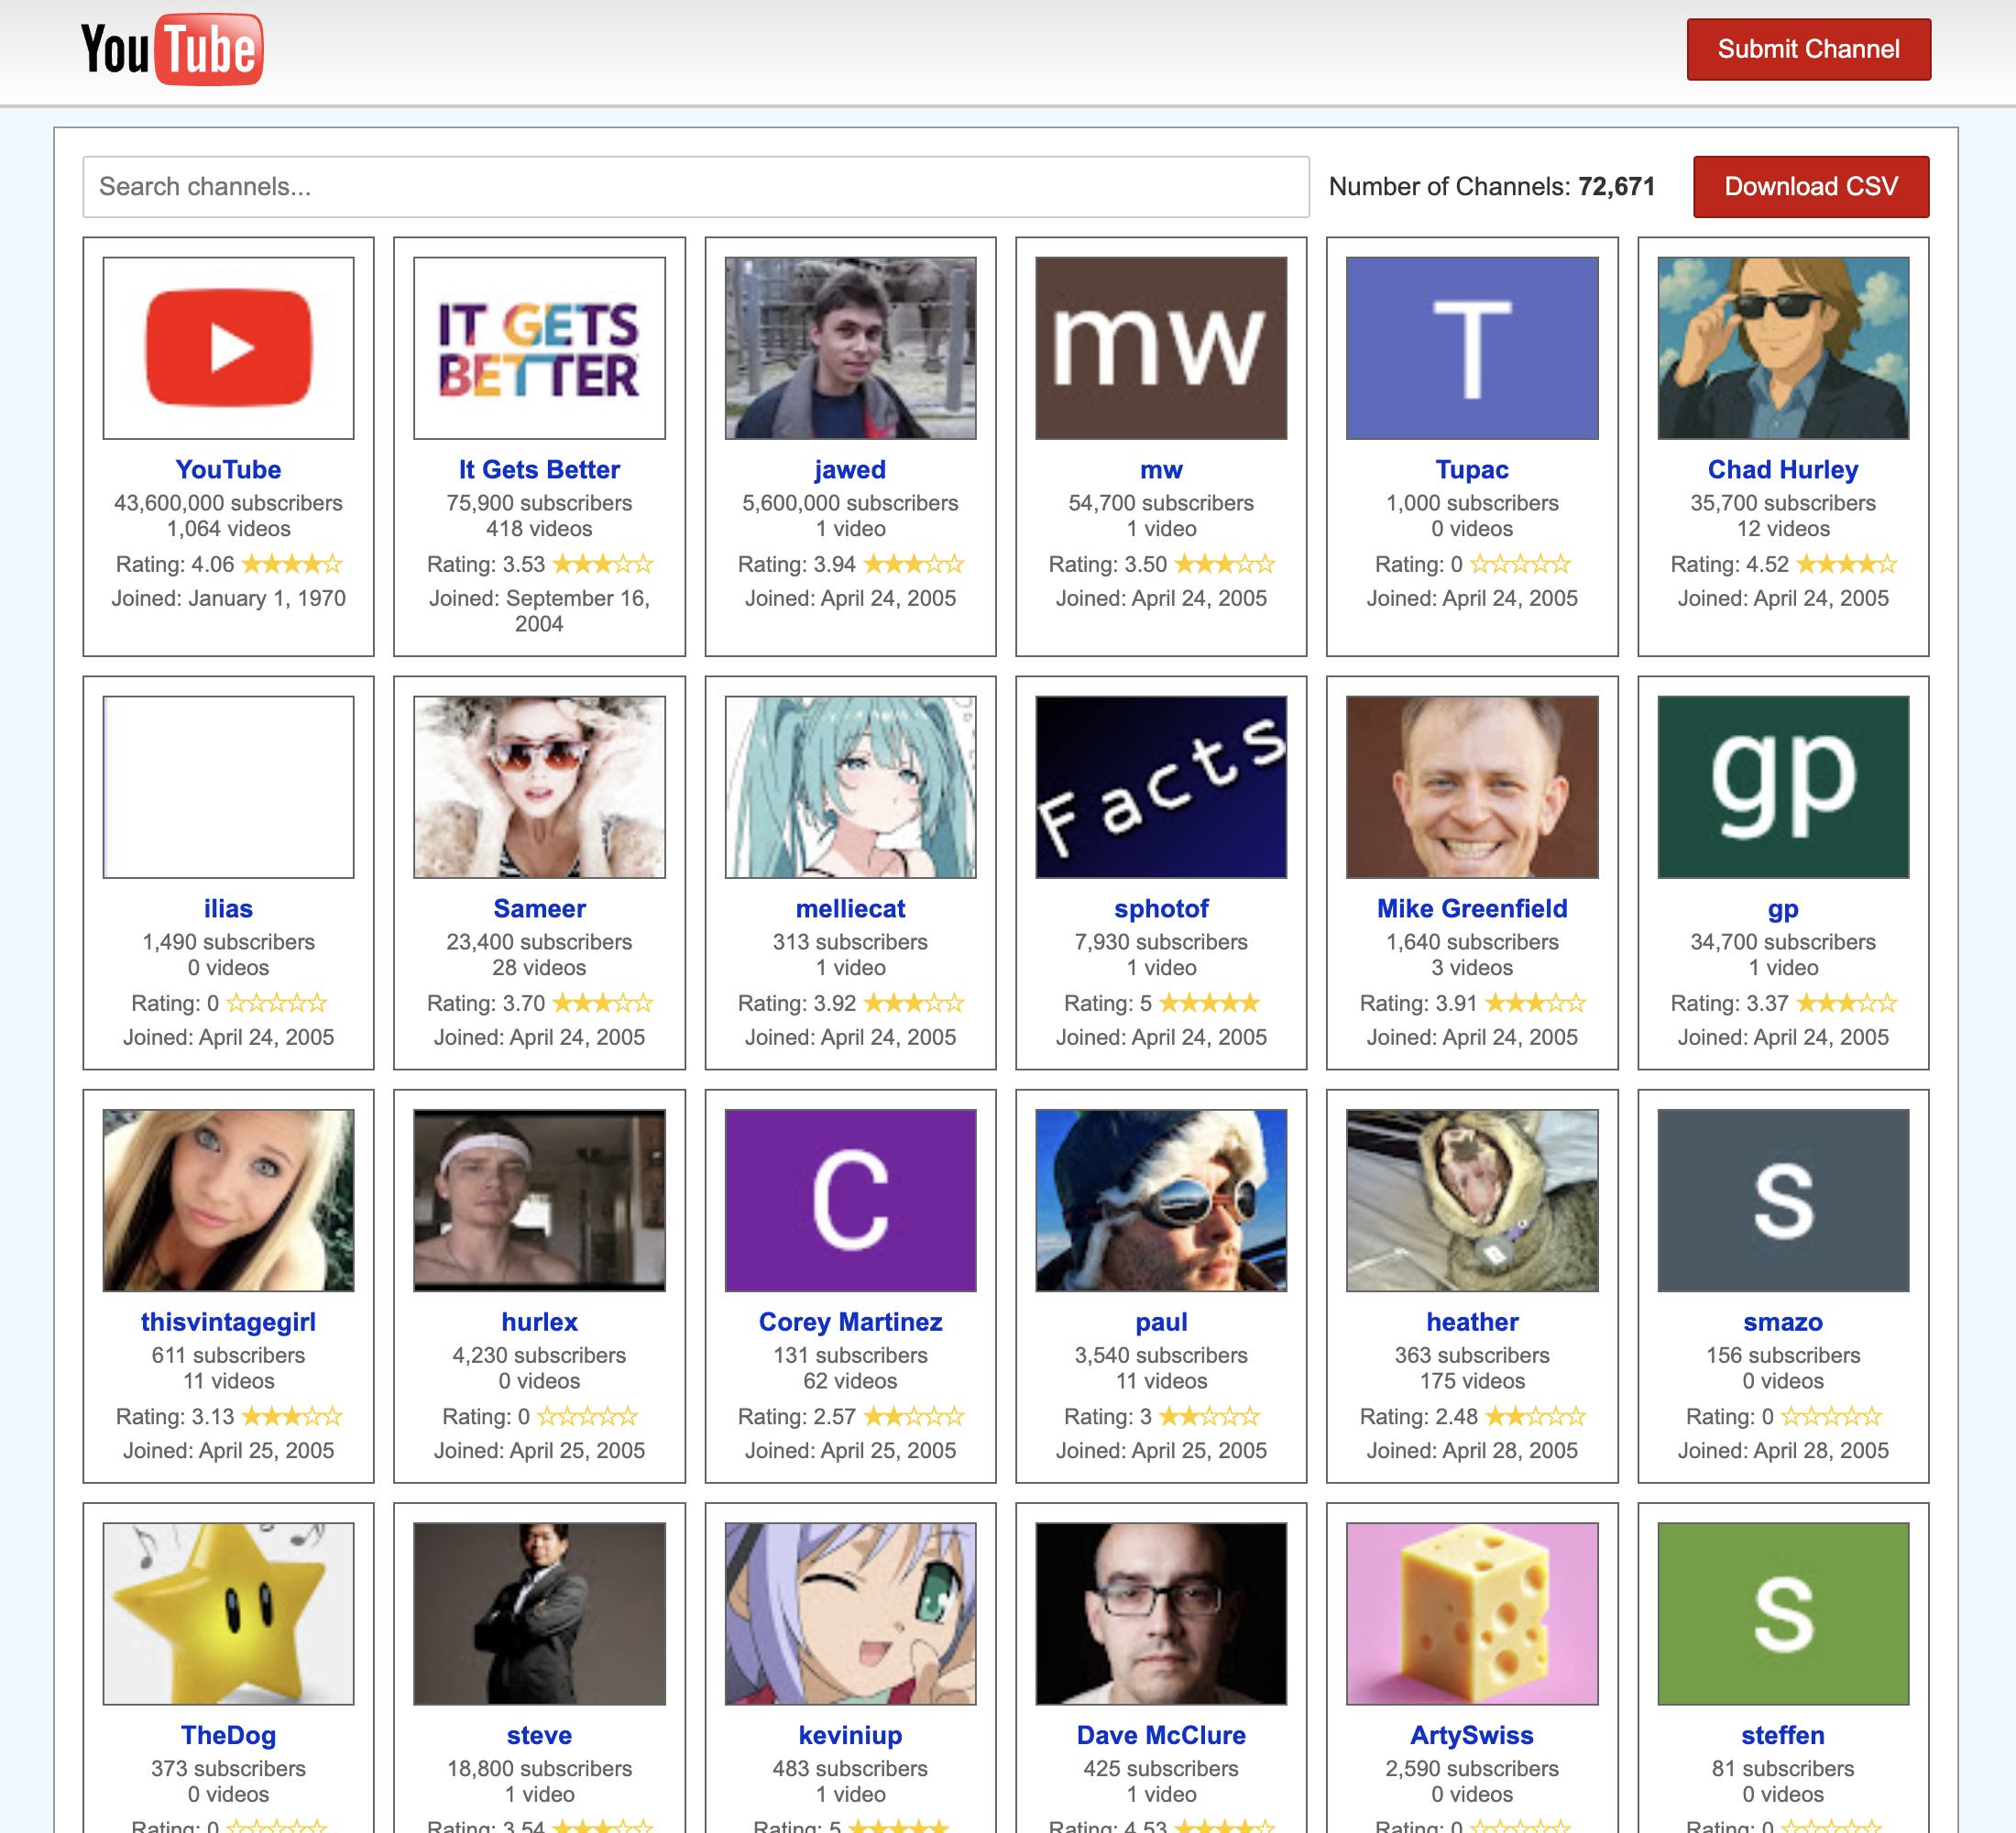 YouTube
Submit Channel
Search channels...
Number of Channels: 72,671
Download CSV
IT GETS
BETTER
mw
T
YouTube
43,600,000 subscribers
1,064 videos
Rating: 4.06 ★★★★☆
Joined: January 1, 1970
It Gets Better
75,900 subscribers
418 videos
Rating: 3.53 ★★★☆☆
Joined: September 16,
2004
jawed
5,600,000 subscribers
1 video
Rating: 3.94 ★★★☆☆
Joined: April 24, 2005
mw
54,700 subscribers
1 video
Rating: 3.50 ★★★☆☆
Joined: April 24, 2005
Tupac
1,000 subscribers
0 videos
Rating: 0 ☆☆☆☆☆
Joined: April 24, 2005
Chad Hurley
35,700 subscribers
12 videos
Rating: 4.52 ★★★★☆
Joined: April 24, 2005
Facts
gp
ilias
1,490 subscribers
0 videos
Rating: 0 ☆☆☆☆☆
Joined: April 24, 2005
Sameer
23,400 subscribers
28 videos
Rating: 3.70 ★★★☆☆
Joined: April 24, 2005
melliecat
313 subscribers
1 video
Rating: 3.92 ★★★☆☆
Joined: April 24, 2005
sphotof
7,930 subscribers
1 video
Rating: 5 ★★★★★
Joined: April 24, 2005
Mike Greenfield
1,640 subscribers
3 videos
Rating: 3.91 ★★★☆☆
Joined: April 24, 2005
gp
34,700 subscribers
1 video
Rating: 3.37 ★★★☆☆
Joined: April 24, 2005
C
s
thisvintagegirl
611 subscribers
11 videos
Rating: 3.13 ★★★☆☆
Joined: April 25, 2005
hurlex
4,230 subscribers
0 videos
Rating: 0 ☆☆☆☆☆
Joined: April 25, 2005
Corey Martinez
131 subscribers
62 videos
Rating: 2.57 ★★☆☆☆
Joined: April 25, 2005
paul
3,540 subscribers
11 videos
Rating: 3 ★★☆☆☆
Joined: April 25, 2005
heather
363 subscribers
175 videos
Rating: 2.48 ★★☆☆☆
Joined: April 28, 2005
smazo
156 subscribers
0 videos
Rating: 0 ☆☆☆☆☆
Joined: April 28, 2005
s
TheDog
373 subscribers
0 videos
Rating: 0 ☆☆☆☆☆
steve
18,800 subscribers
1 video
Rating: 3.54 ★★★☆☆
keviniup
483 subscribers
1 video
Rating: 5 ★★★★★
Dave McClure
425 subscribers
1 video
Rating: 4.53 ★★★★☆
ArtySwiss
2,590 subscribers
0 videos
Rating: 0 ☆☆☆☆☆
steffen
81 subscribers
0 videos
Rating: 0 ☆☆☆☆☆